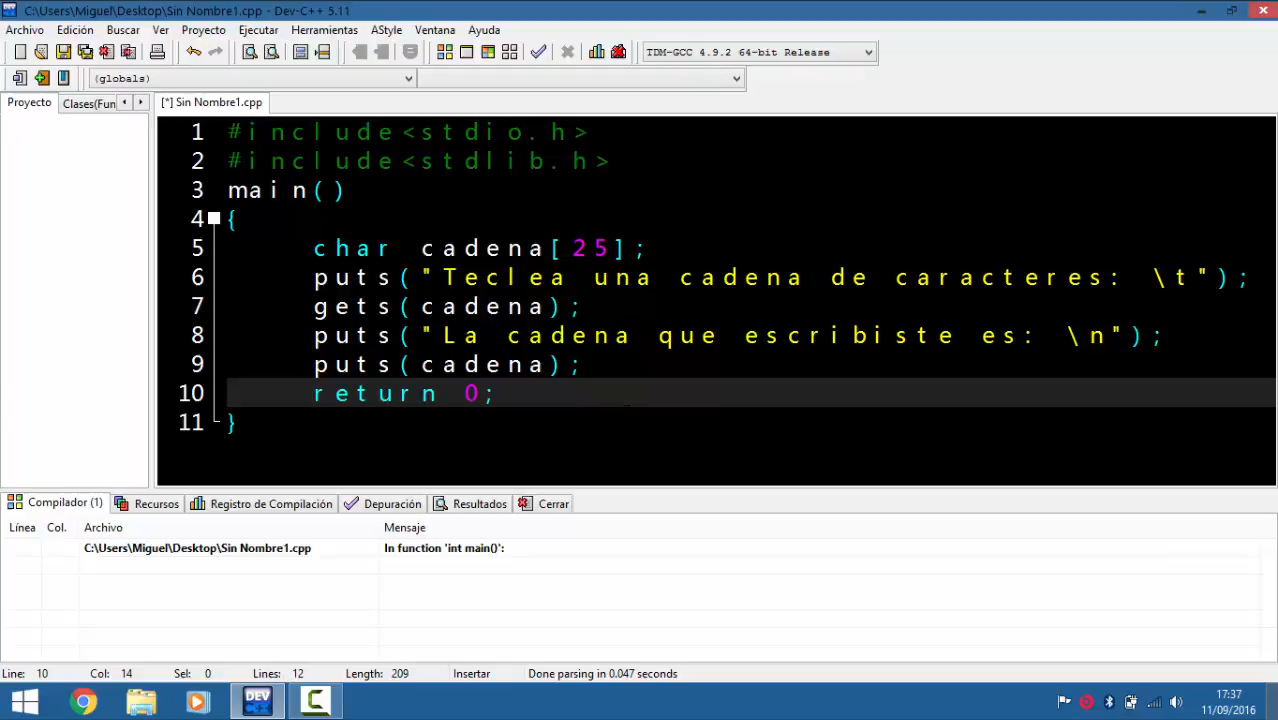 C:\Users\Miguel\Desktop\Sin Nombre1.cpp - Dev-C++ 5.11
Archivo Edición Buscar Ver Proyecto Ejecutar Herramientas AStyle Ventana Ayuda
TDM-GCC 4.9.2 64-bit Release
(globals)
Proyecto Clases(Fun [*] Sin Nombre1.cpp
1 #include<stdio.h>
2 #include<stdlib.h>
3 main()
4 {
5 char cadena[25];
6 puts("Teclea una cadena de caracteres: \t");
7 gets(cadena);
8 puts("La cadena que escribiste es: \n");
9 puts(cadena);
10 return 0;
11 }
Compilador (1) Recursos Registro de Compilación Depuración Resultados Cerrar
Línea Col. Archivo Mensaje
C:\Users\Miguel\Desktop\Sin Nombre1.cpp In function 'int main()':
Line: 10 Col: 14 Sel: 0 Lines: 12 Length: 209 Insertar Done parsing in 0.047 seconds
DEV C++
17:37
11/09/2016